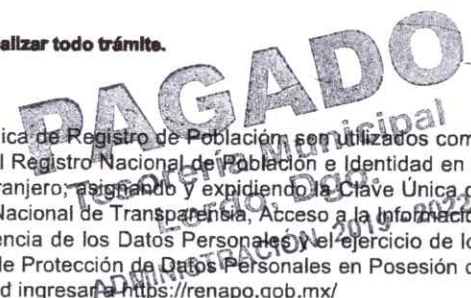 alizar todo trámite.
PAGADO
Tesorería Municipal
Lerdo, Dgo.
ADMINISTRACIÓN 2019-2022
ica de Registro de Población, son utilizados com
l Registro Nacional de Población e Identidad en
ranjero; asignando y expidiendo la Clave Única d
Nacional de Transparencia, Acceso a la Informació
encia de los Datos Personales y el ejercicio de lo
de Protección de Datos Personales en Posesión d
d ingresar a https://renapo.gob.mx/